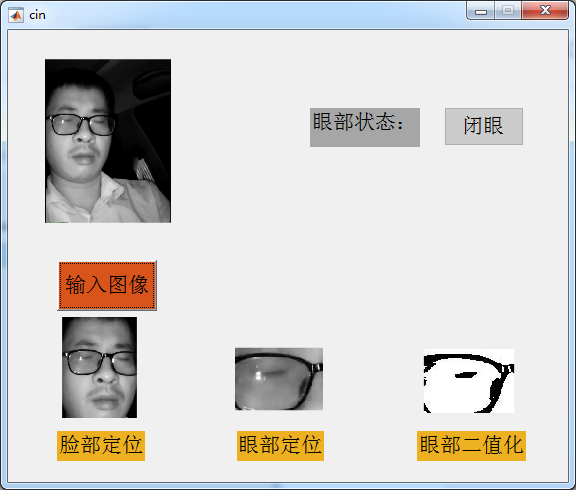 cin
眼部状态：
闭眼
输入图像
脸部定位
眼部定位
眼部二值化